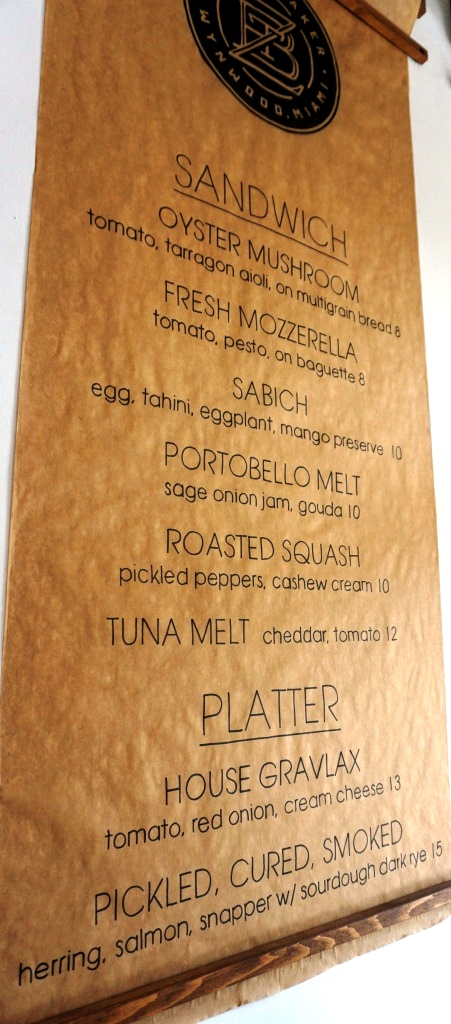 WYNWOOD, MIAMI.
SANDWICH
OYSTER MUSHROOM
tomato, tarragon aioli, on multigrain bread 8
FRESH MOZZERELLA
tomato, pesto, on baguette 8
SABICH
egg, tahini, eggplant, mango preserve 10
PORTOBELLO MELT
sage onion jam, gouda 10
ROASTED SQUASH
pickled peppers, cashew cream 10
TUNA MELT cheddar, tomato 12
PLATTER
HOUSE GRAVLAX
tomato, red onion, cream cheese 13
PICKLED, CURED, SMOKED
herring, salmon, snapper w/ sourdough dark rye 15